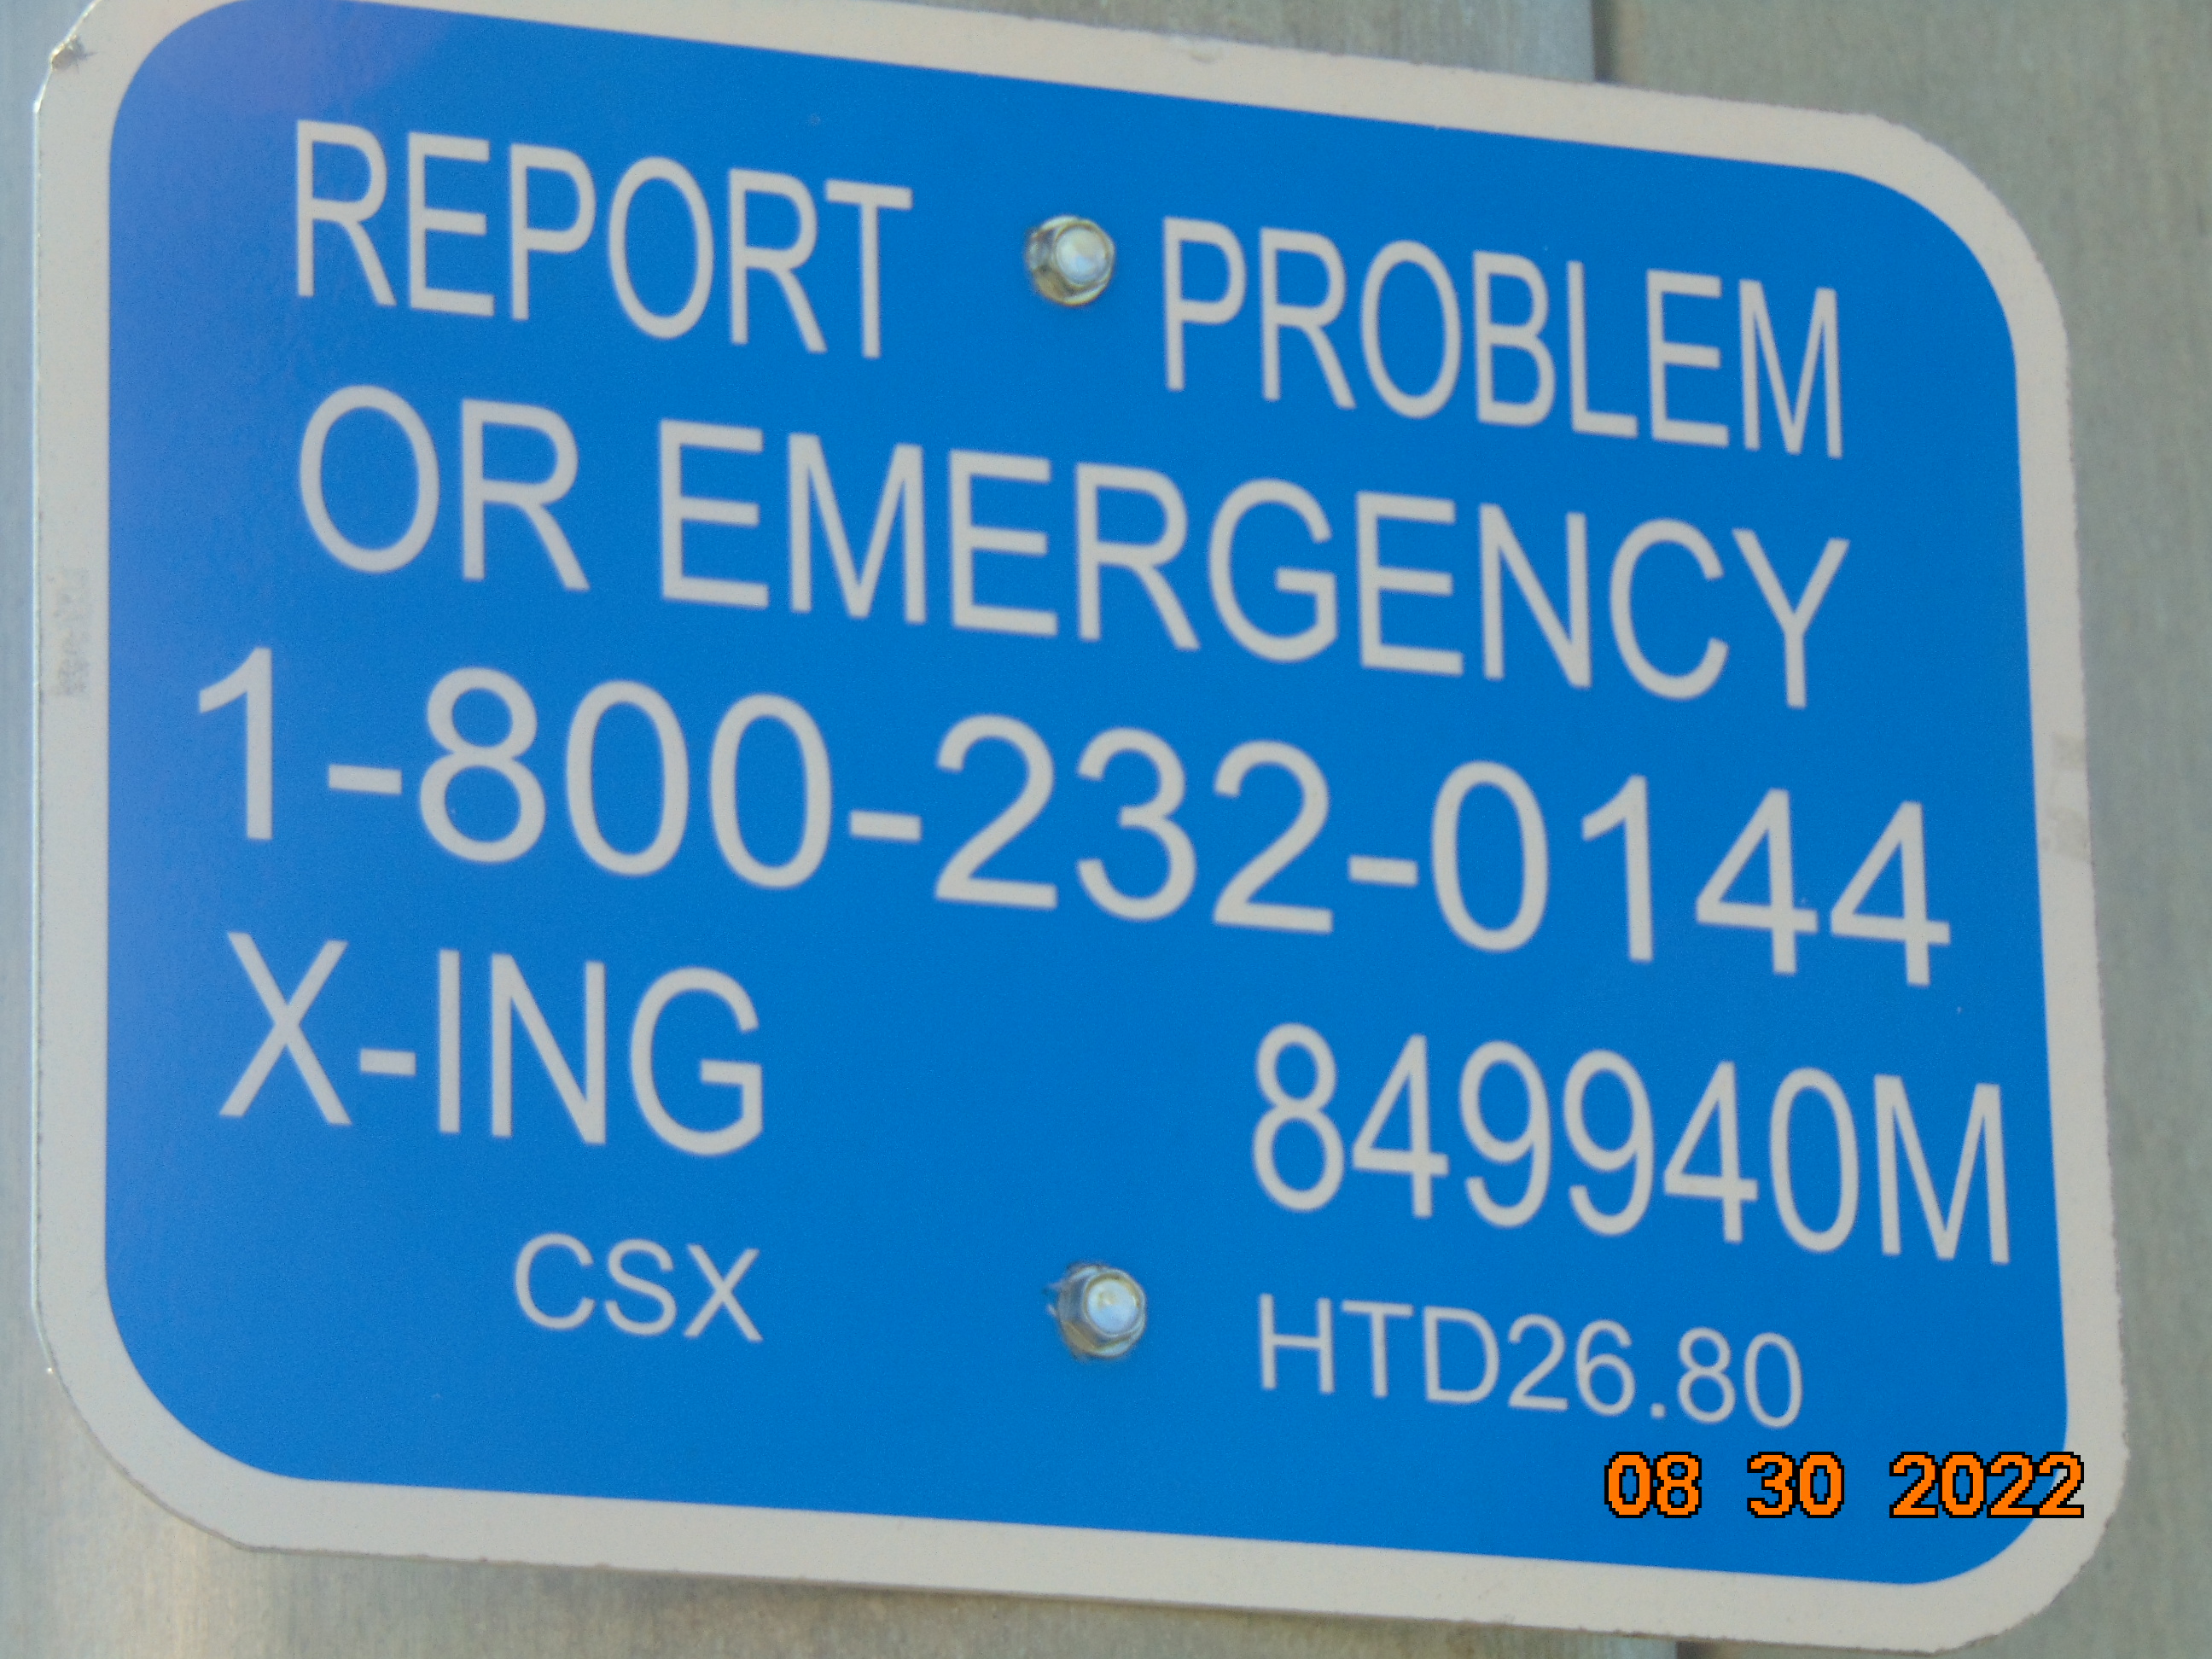 REPORT PROBLEM
OR EMERGENCY
1-800-232-0144
X-ING 849940M
CSX HTD26.80
08 30 2022